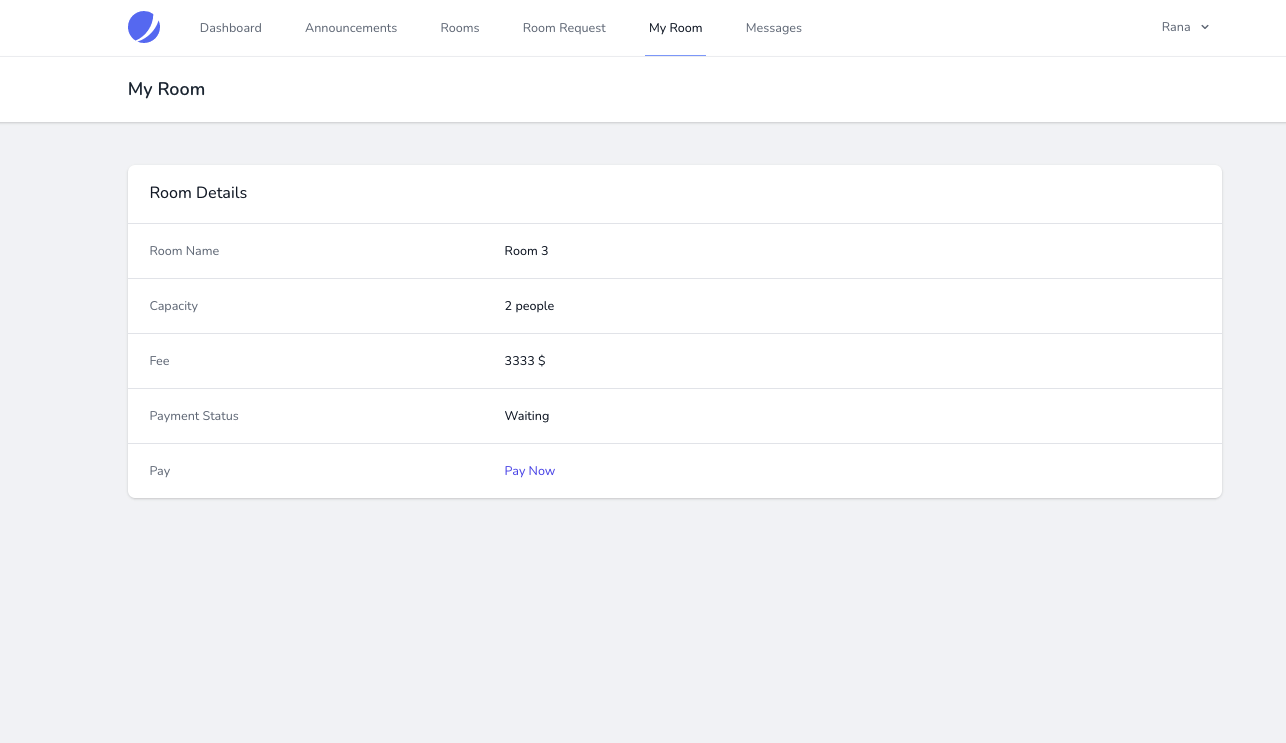 Dashboard Announcements Rooms Room Request My Room Messages Rana
My Room
Room Details
Room Name Room 3
Capacity 2 people
Fee 3333 $
Payment Status Waiting
Pay Pay Now